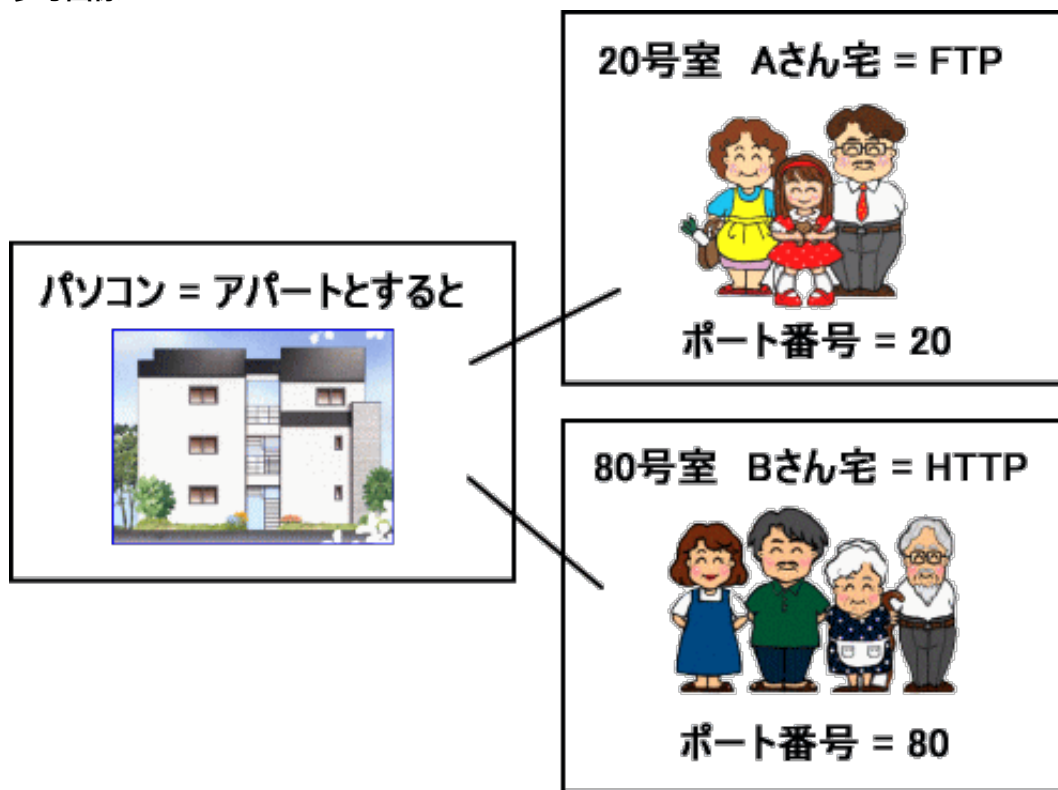 パソコン = アパートとすると
20号室 Aさん宅 = FTP
ポート番号 = 20
80号室 Bさん宅 = HTTP
ポート番号 = 80